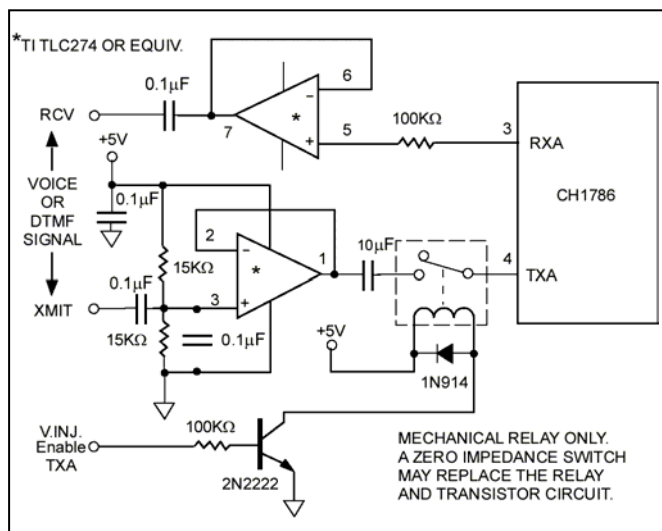 *TI TLC274 OR EQUIV.
0.1µF
6
RCV
7
*
100KΩ
5
3
RXA
+5V
CH1786
VOICE
OR
DTMF
SIGNAL
0.1µF
2
1
10µF
15KΩ
*
4
TXA
0.1µF
3
XMIT
15KΩ
0.1µF
+5V
1N914
V.INJ.
Enable
TXA
100KΩ
2N2222
MECHANICAL RELAY ONLY.
A ZERO IMPEDANCE SWITCH
MAY REPLACE THE RELAY
AND TRANSISTOR CIRCUIT.